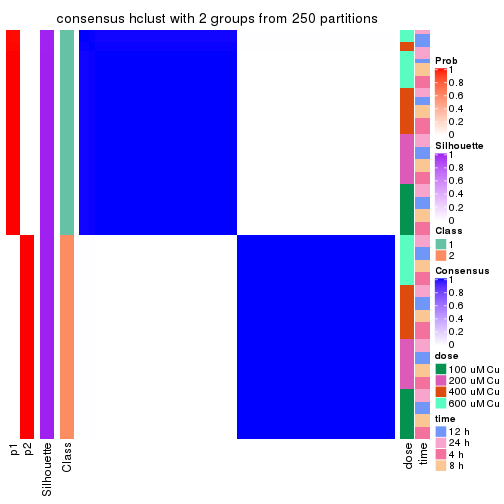 consensus hclust with 2 groups from 250 partitions
Prob
1
0.8
0.6
0.4
0.2
0
Silhouette
1
0.8
0.6
0.4
0.2
0
Class
1
2
Consensus
1
0.8
0.6
0.4
0.2
0
dose
100 uM Cu
200 uM Cu
400 uM Cu
600 uM Cu
time
12 h
24 h
4 h
8 h
p1
p2
Silhouette
Class
dose
time